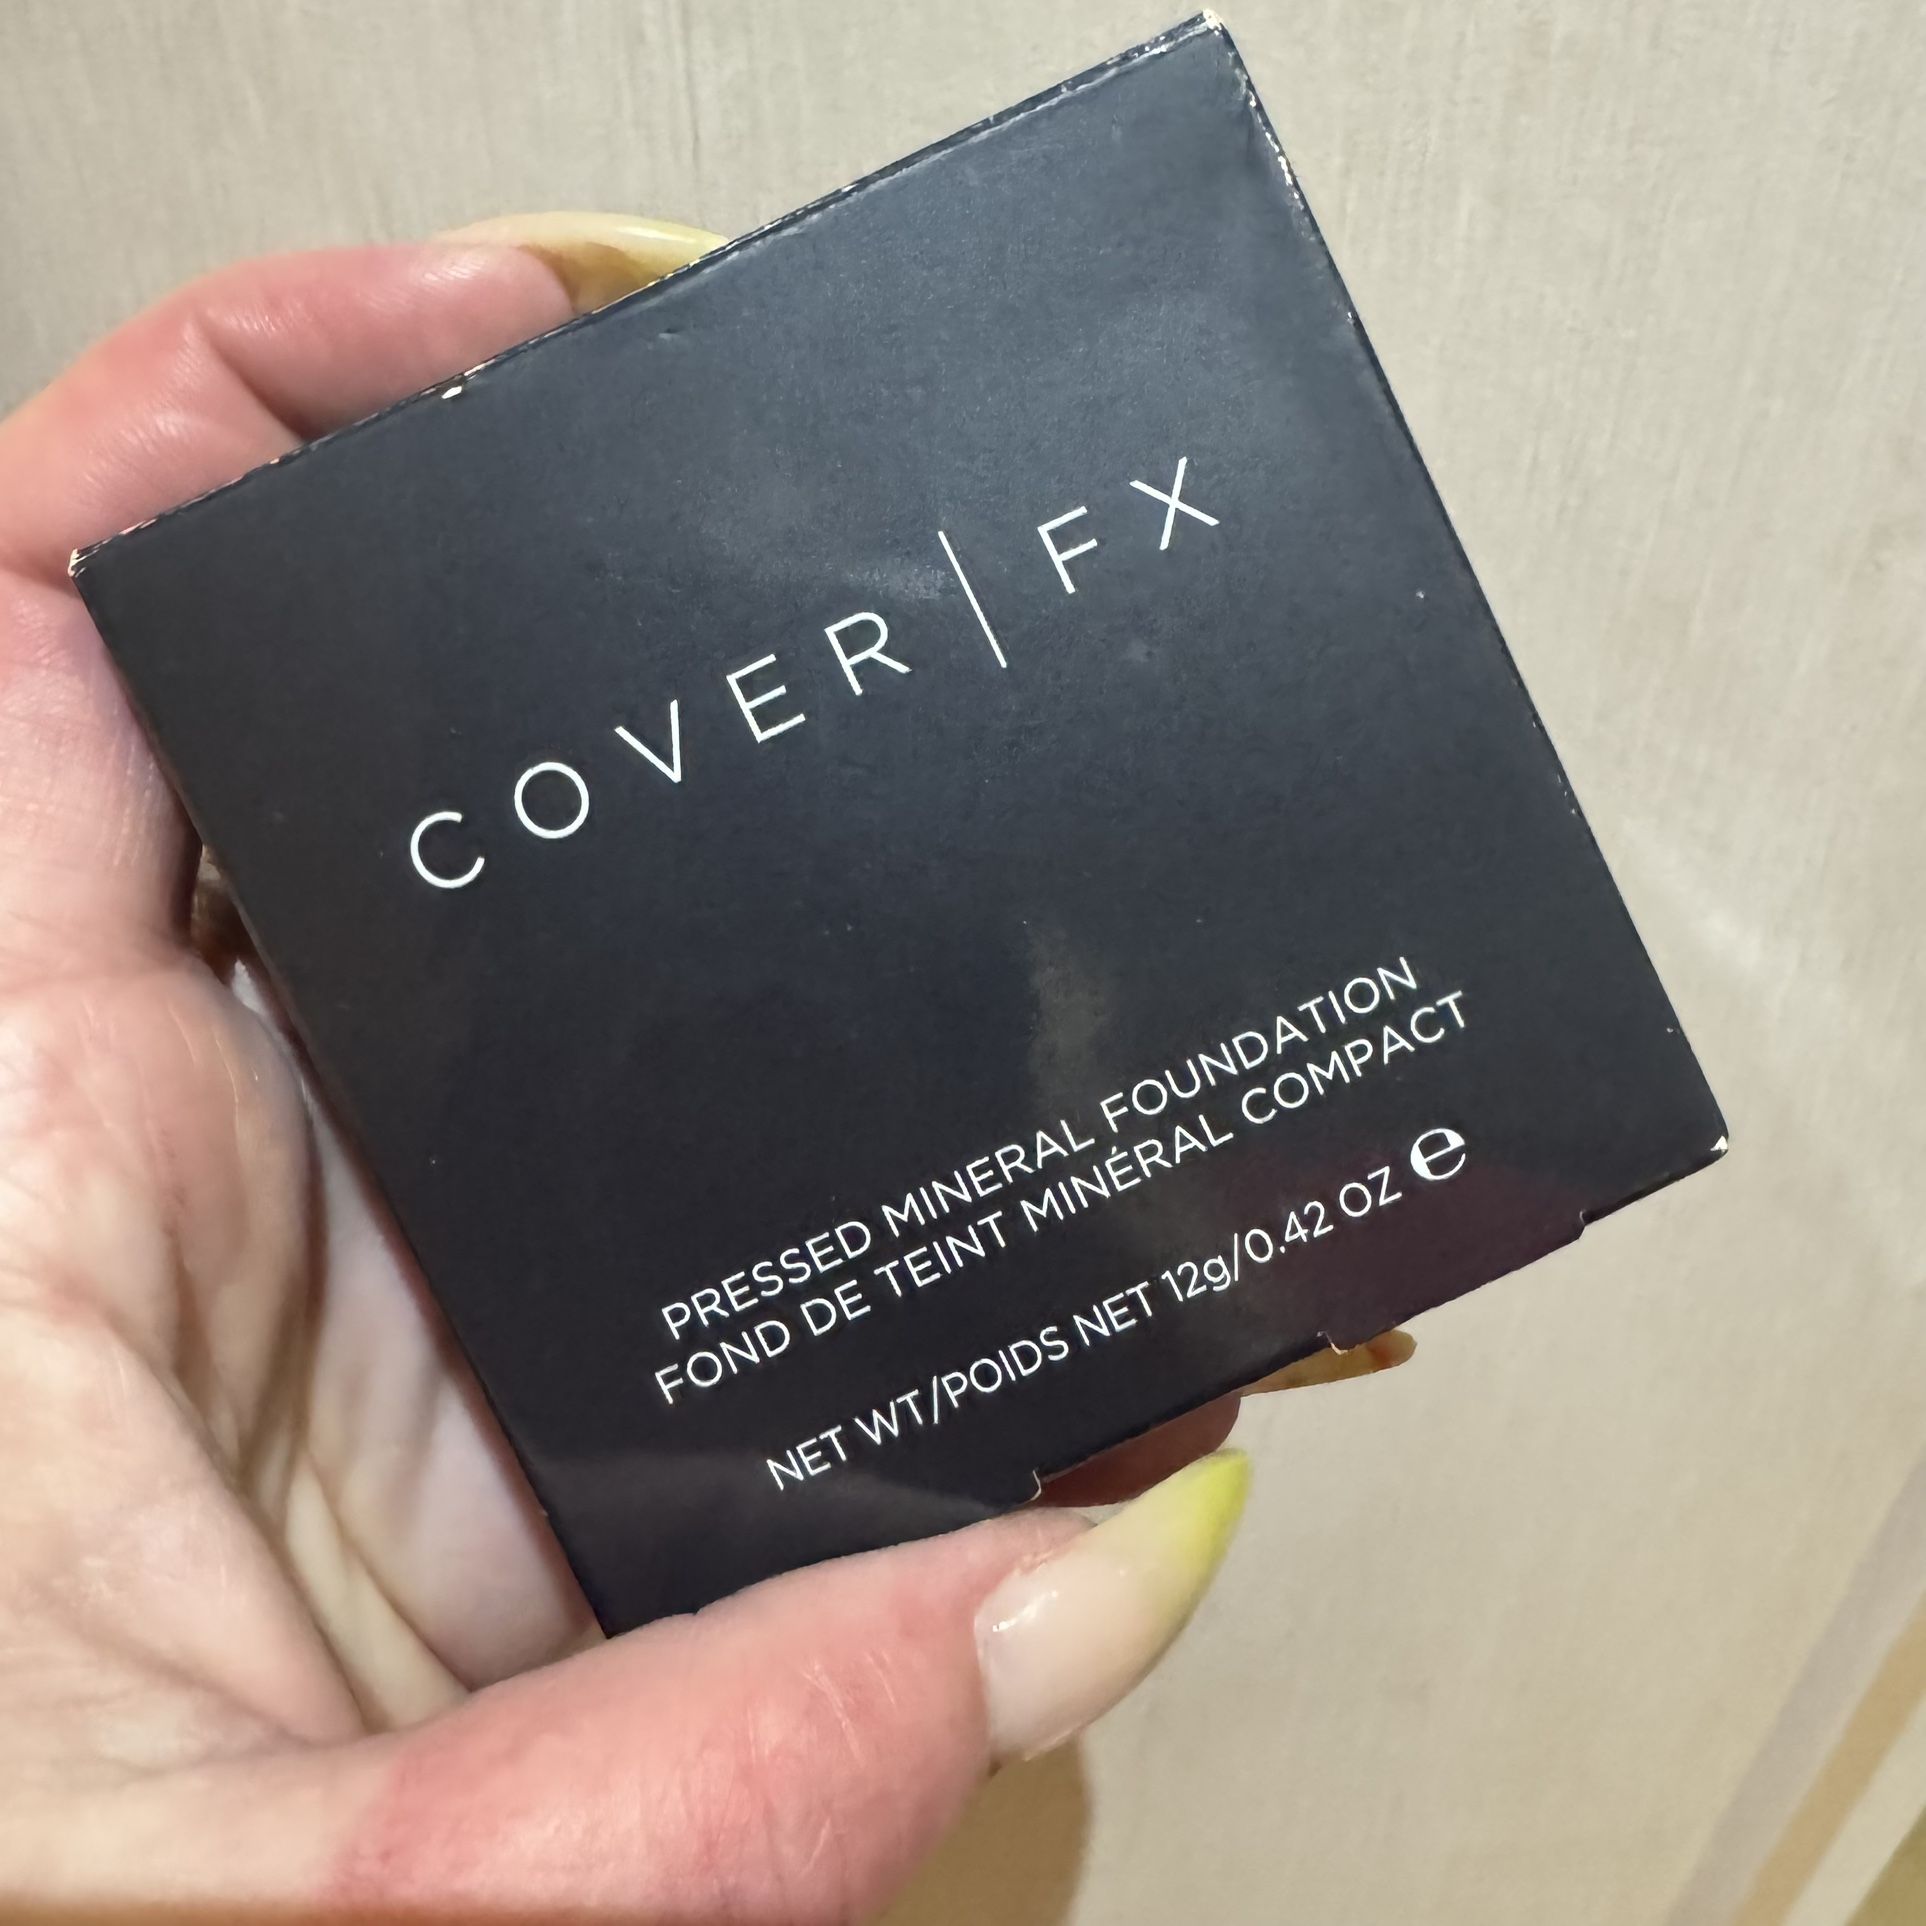 COVER|FX
PRESSED MINERAL FOUNDATION
FOND DE TEINT MINÉRAL COMPACT
NET WT/POIDS NET 12g/0.42 OZ ℮